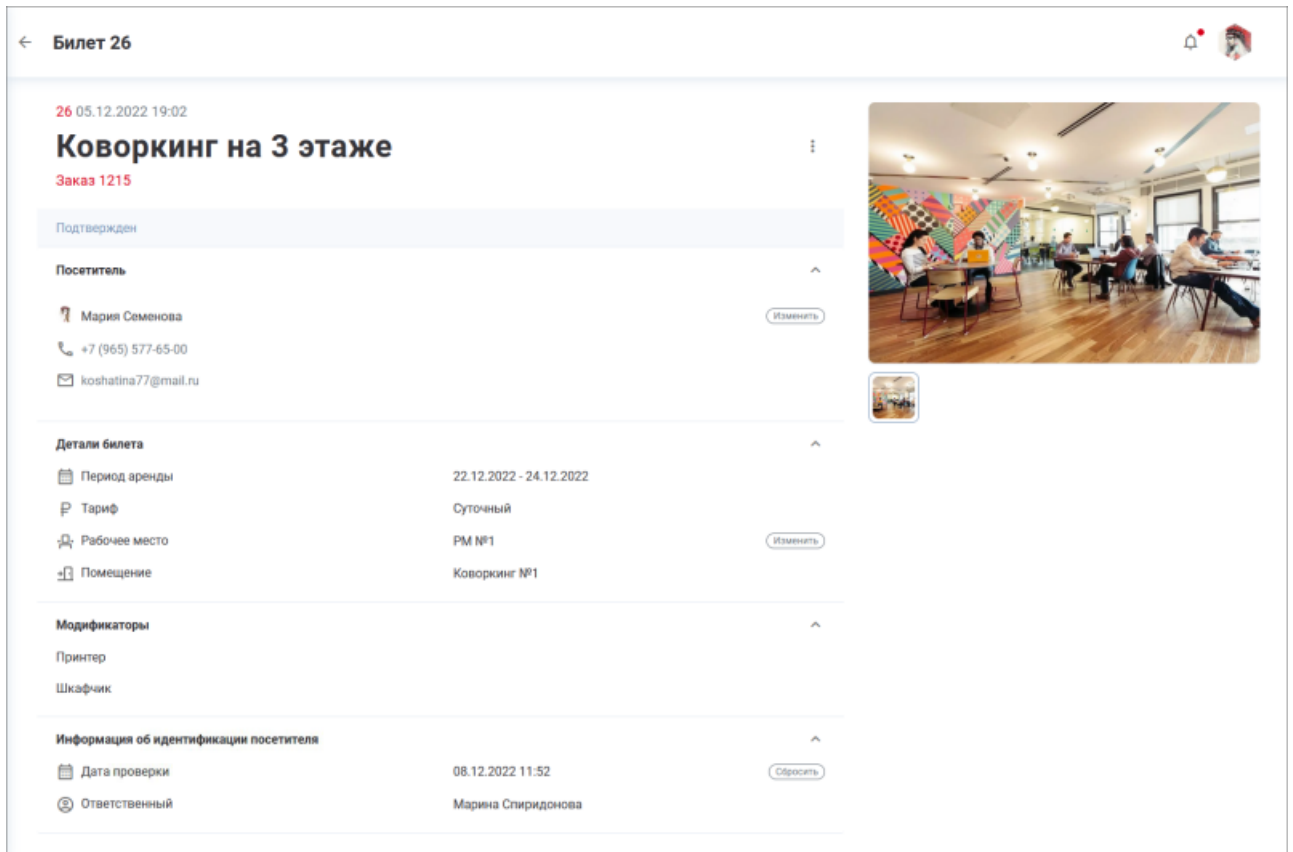 Билет 26
26 05.12.2022 19:02
Коворкинг на 3 этаже
Заказ 1215
Подтвержден
Посетитель
Мария Семенова
Изменить
+7 (965) 577-65-00
koshatina77@mail.ru
Детали билета
Период аренды 22.12.2022 - 24.12.2022
Тариф Суточный
Рабочее место РМ №1 Изменить
Помещение Коворкинг №1
Модификаторы
Принтер
Шкафчик
Информация об идентификации посетителя
Дата проверки 08.12.2022 11:52 Сбросить
Ответственный Марина Спиридонова